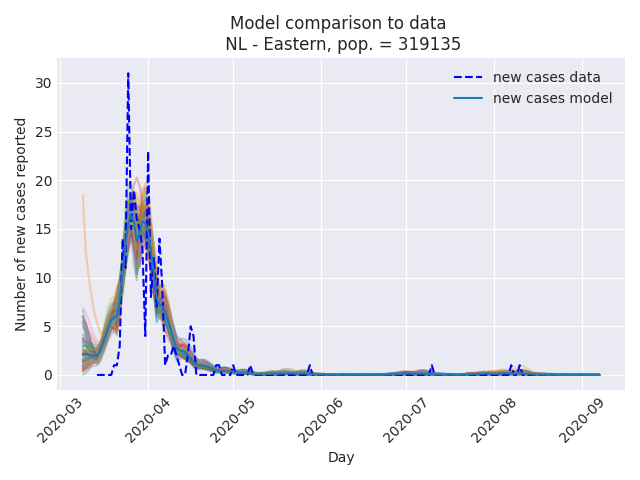 Model comparison to data
NL - Eastern, pop. = 319135
new cases data
new cases model
Number of new cases reported
30
25
20
15
10
5
0
2020-03
2020-04
2020-05
2020-06
2020-07
2020-08
2020-09
Day